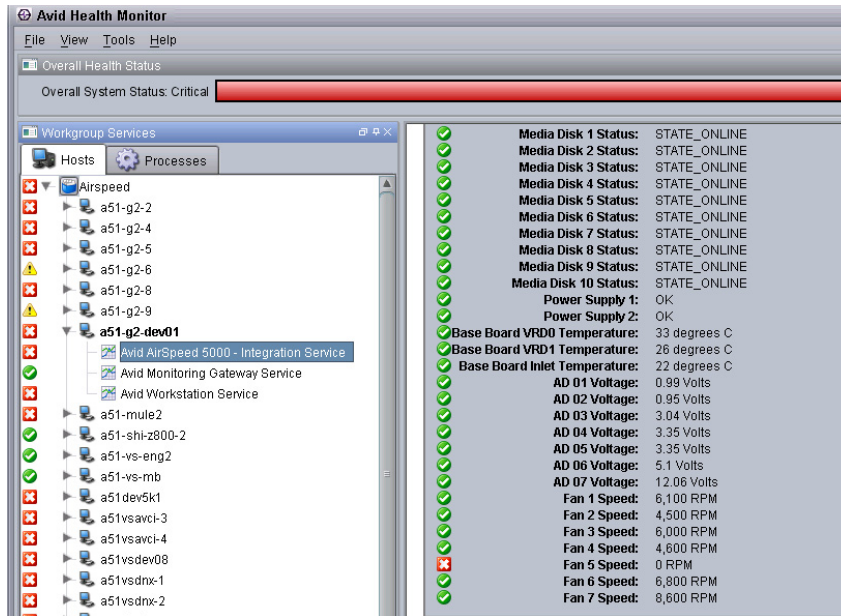 Avid Health Monitor
File View Tools Help
Overall Health Status
Overall System Status: Critical
Workgroup Services
Hosts Processes
Airspeed
a51-g2-2
a51-g2-4
a51-g2-5
a51-g2-6
a51-g2-8
a51-g2-9
a51-g2-dev01
Avid AirSpeed 5000 - Integration Service
Avid Monitoring Gateway Service
Avid Workstation Service
a51-mule2
a51-shi-z800-2
a51-vs-eng2
a51-vs-mb
a51dev5k1
a51vsavci-3
a51vsavci-4
a51vsdev08
a51vsdnx-1
a51vsdnx-2
Media Disk 1 Status: STATE_ONLINE
Media Disk 2 Status: STATE_ONLINE
Media Disk 3 Status: STATE_ONLINE
Media Disk 4 Status: STATE_ONLINE
Media Disk 5 Status: STATE_ONLINE
Media Disk 6 Status: STATE_ONLINE
Media Disk 7 Status: STATE_ONLINE
Media Disk 8 Status: STATE_ONLINE
Media Disk 9 Status: STATE_ONLINE
Media Disk 10 Status: STATE_ONLINE
Power Supply 1: OK
Power Supply 2: OK
Base Board VRD0 Temperature: 33 degrees C
Base Board VRD1 Temperature: 26 degrees C
Base Board Inlet Temperature: 22 degrees C
AD 01 Voltage: 0.99 Volts
AD 02 Voltage: 0.95 Volts
AD 03 Voltage: 3.04 Volts
AD 04 Voltage: 3.35 Volts
AD 05 Voltage: 3.35 Volts
AD 06 Voltage: 5.1 Volts
AD 07 Voltage: 12.06 Volts
Fan 1 Speed: 6,100 RPM
Fan 2 Speed: 4,500 RPM
Fan 3 Speed: 6,000 RPM
Fan 4 Speed: 4,600 RPM
Fan 5 Speed: 0 RPM
Fan 6 Speed: 6,800 RPM
Fan 7 Speed: 8,600 RPM